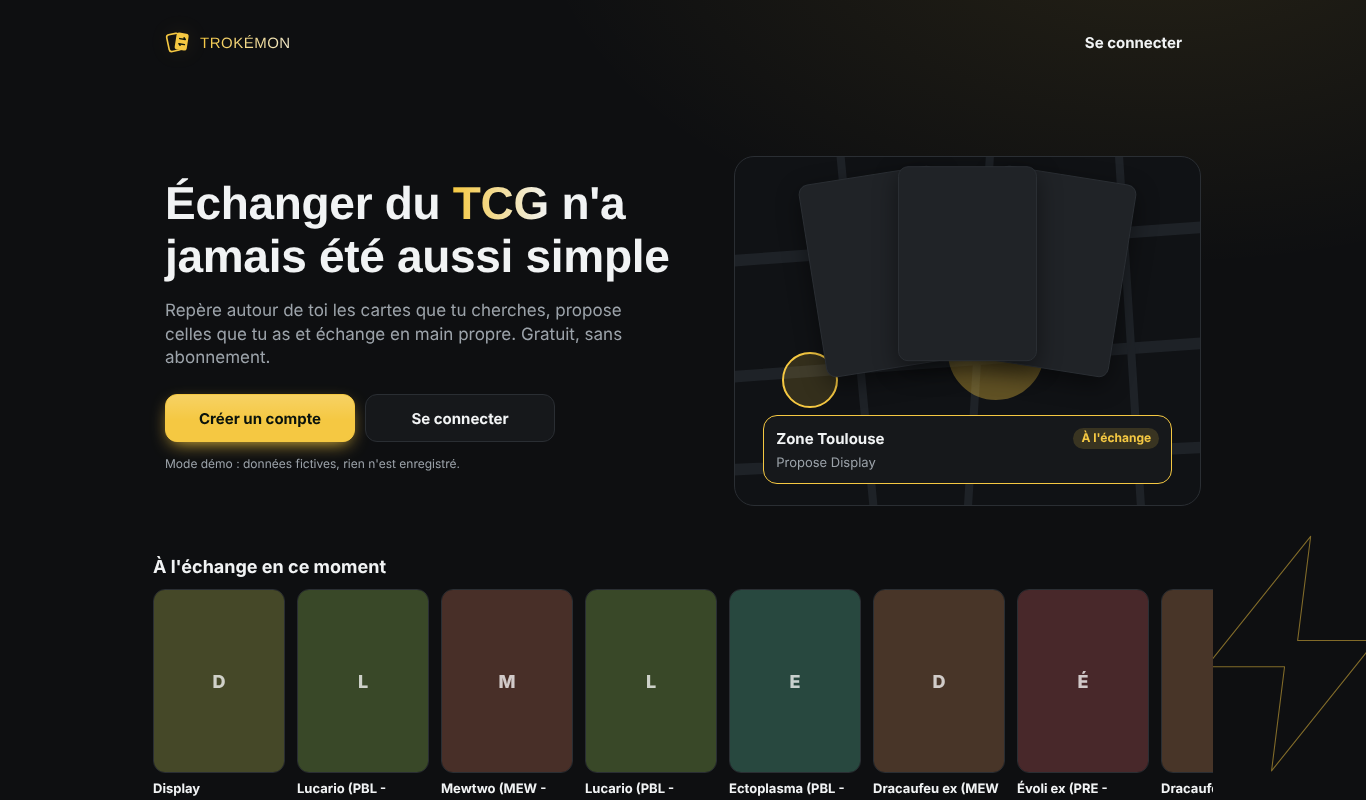 TROKÉMON
Se connecter
Échanger du TCG n'a
jamais été aussi simple
Repère autour de toi les cartes que tu cherches, propose
celles que tu as et échange en main propre. Gratuit, sans
abonnement.
Créer un compte
Se connecter
Mode démo : données fictives, rien n'est enregistré.
Zone Toulouse
À l'échange
Propose Display
À l'échange en ce moment
D
L
M
L
E
D
É
Display
Lucario (PBL -
Mewtwo (MEW -
Lucario (PBL -
Ectoplasma (PBL -
Dracaufeu ex (MEW
Évoli ex (PRE -
Dracauf